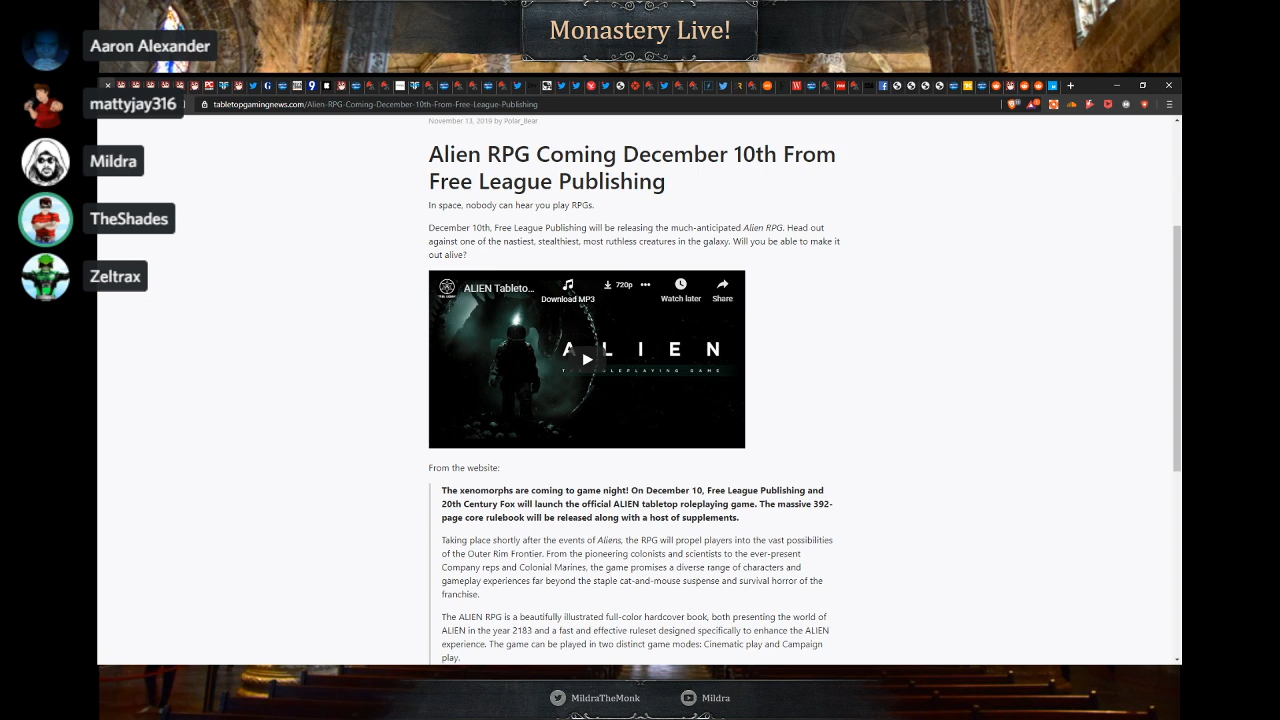 Monastery Live!
Aaron Alexander
mattyjay316
Mildra
TheShades
Zeltrax
tabletopgamingnews.com/Alien-RPG-Coming-December-10th-From-Free-League-Publishing
November 13, 2019 by Polar_Bear
Alien RPG Coming December 10th From
Free League Publishing
In space, nobody can hear you play RPGs.
December 10th, Free League Publishing will be releasing the much-anticipated Alien RPG. Head out
against one of the nastiest, stealthiest, most ruthless creatures in the galaxy. Will you be able to make it
out alive?
ALIEN Tableto...
Download MP3
720p
Watch later
Share
ALIEN
THE ROLEPLAYING GAME
From the website:
The xenomorphs are coming to game night! On December 10, Free League Publishing and
20th Century Fox will launch the official ALIEN tabletop roleplaying game. The massive 392-
page core rulebook will be released along with a host of supplements.
Taking place shortly after the events of Aliens, the RPG will propel players into the vast possibilities
of the Outer Rim Frontier. From the pioneering colonists and scientists to the ever-present
Company reps and Colonial Marines, the game promises a diverse range of characters and
gameplay experiences far beyond the staple cat-and-mouse suspense and survival horror of the
franchise.
The ALIEN RPG is a beautifully illustrated full-color hardcover book, both presenting the world of
ALIEN in the year 2183 and a fast and effective ruleset designed specifically to enhance the ALIEN
experience. The game can be played in two distinct game modes: Cinematic play and Campaign
play.
MildraTheMonk
Mildra